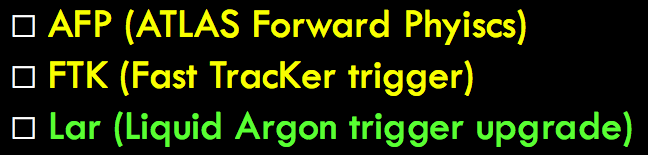 □ AFP (ATLAS Forward Phyiscs)
□ FTK (Fast TracKer trigger)
□ Lar (Liquid Argon trigger upgrade)